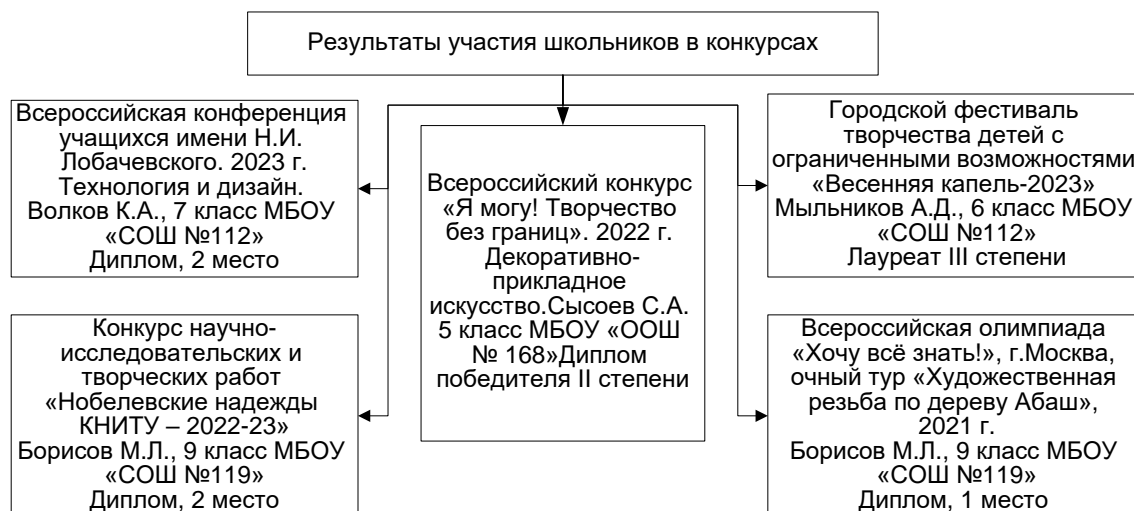 Результаты участия школьников в конкурсах
Всероссийская конференция
учащихся имени Н.И.
Лобачевского. 2023 г.
Технология и дизайн.
Волков К.А., 7 класс МБОУ
«СОШ №112»
Диплом, 2 место
Всероссийский конкурс
«Я могу! Творчество
без границ». 2022 г.
Декоративно-
прикладное
искусство.Сысоев С.А.
5 класс МБОУ «ООШ
№ 168»Диплом
победителя II степени
Городской фестиваль
творчества детей с
ограниченными возможностями
«Весенняя капель-2023»
Мыльников А.Д., 6 класс МБОУ
«СОШ №112»
Лауреат III степени
Конкурс научно-
исследовательских и
творческих работ
«Нобелевские надежды
КНИТУ – 2022-23»
Борисов М.Л., 9 класс МБОУ
«СОШ №119»
Диплом, 2 место
Всероссийская олимпиада
«Хочу всё знать!», г.Москва,
очный тур «Художественная
резьба по дереву Абаш»,
2021 г.
Борисов М.Л., 9 класс МБОУ
«СОШ №119»
Диплом, 1 место